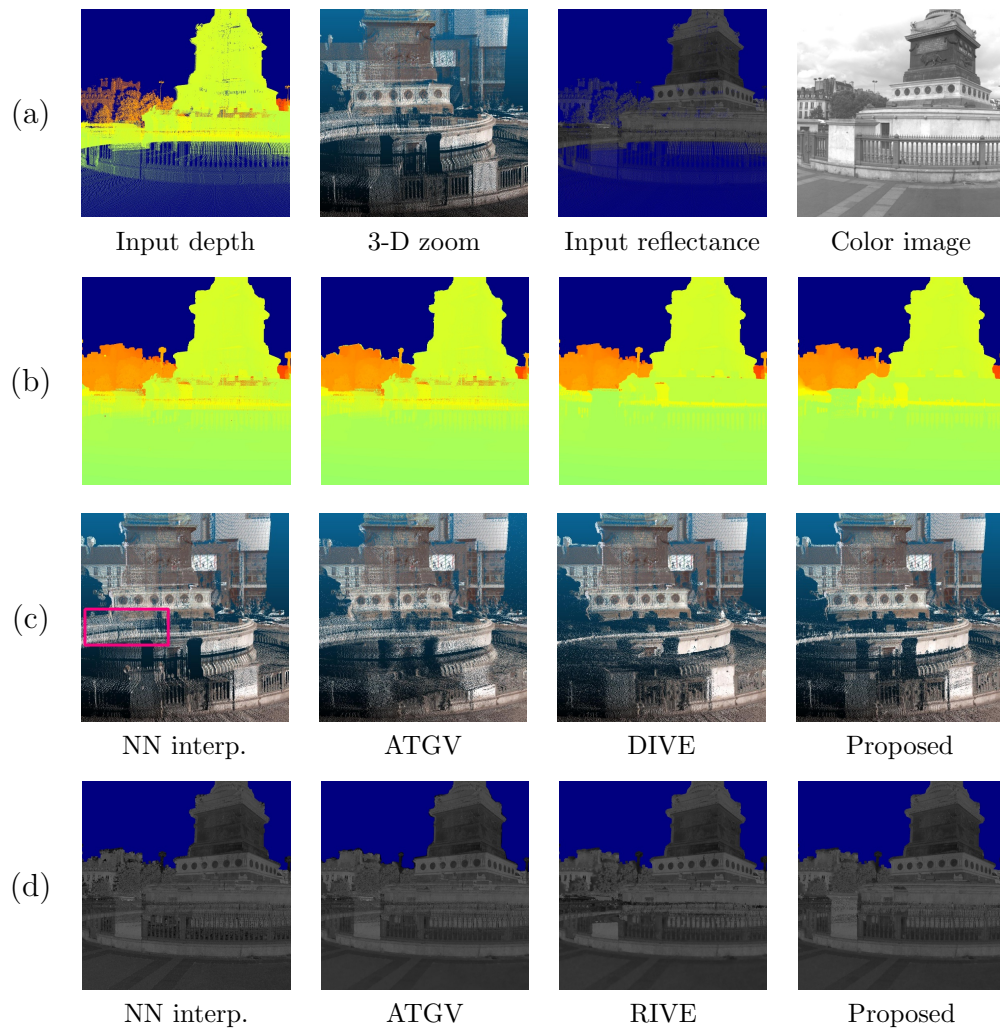 (a)
Input depth
3-D zoom
Input reflectance
Color image
(b)
(c)
NN interp.
ATGV
DIVE
Proposed
(d)
NN interp.
ATGV
RIVE
Proposed